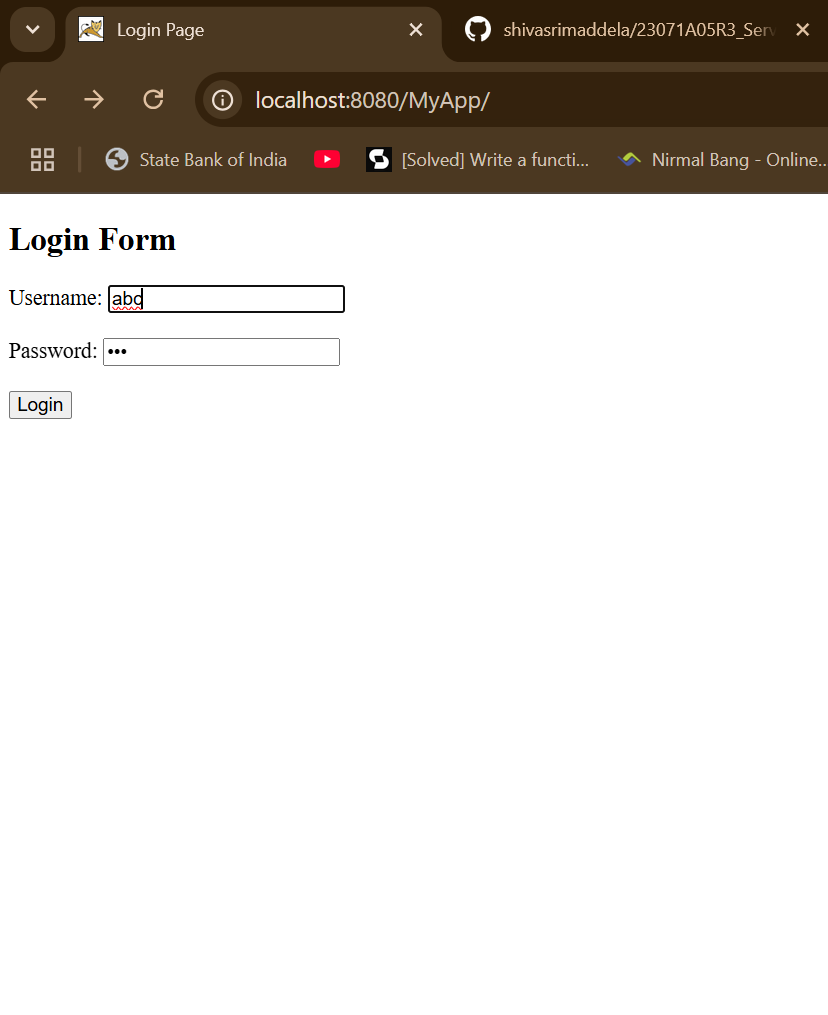 Login Page
shivasrimaddela/23071A05R3_Serv
localhost:8080/MyApp/
State Bank of India
[Solved] Write a functi...
Nirmal Bang - Online...
Login Form
Username: abc
Password: •••
Login